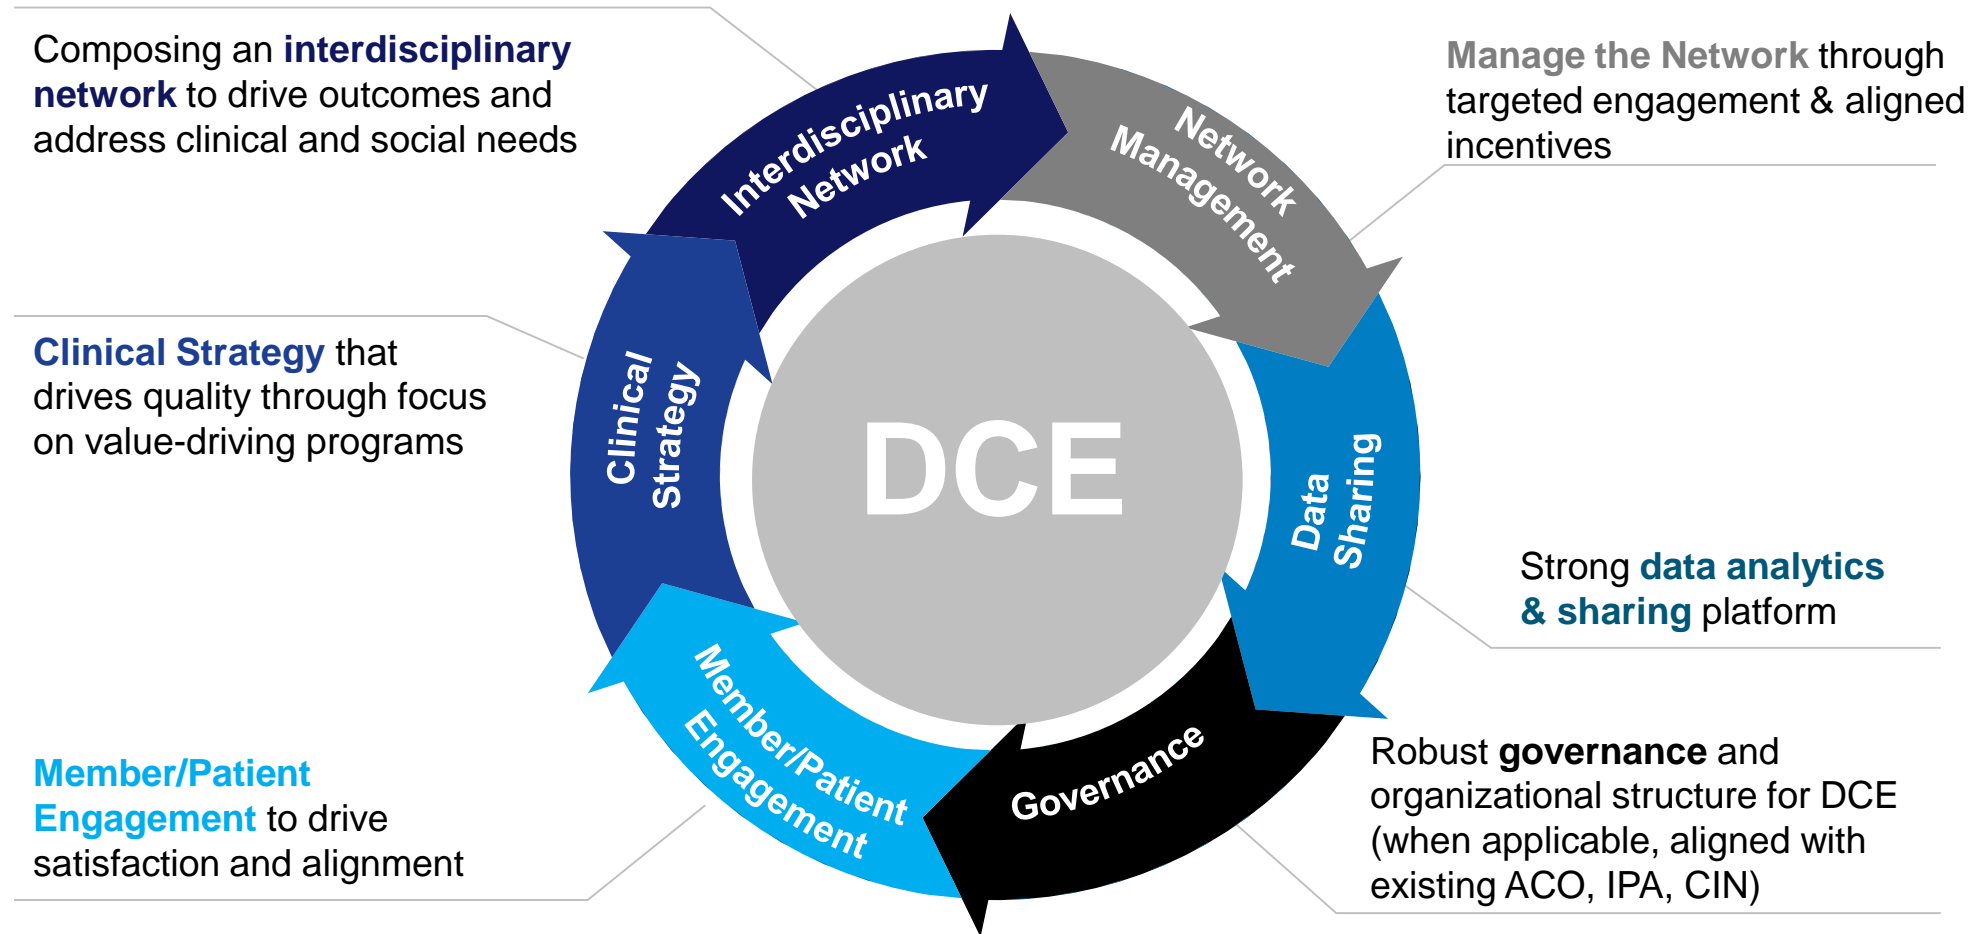 Composing an interdisciplinary
network to drive outcomes and
address clinical and social needs
Manage the Network through
targeted engagement & aligned
incentives
Interdisciplinary
Network
Network
Management
Clinical Strategy that
drives quality through focus
on value-driving programs
Clinical
Strategy
DCE
Data
Sharing
Strong data analytics
& sharing platform
Member/Patient
Engagement to drive
satisfaction and alignment
Member/Patient
Engagement
Governance
Robust governance and
organizational structure for DCE
(when applicable, aligned with
existing ACO, IPA, CIN)